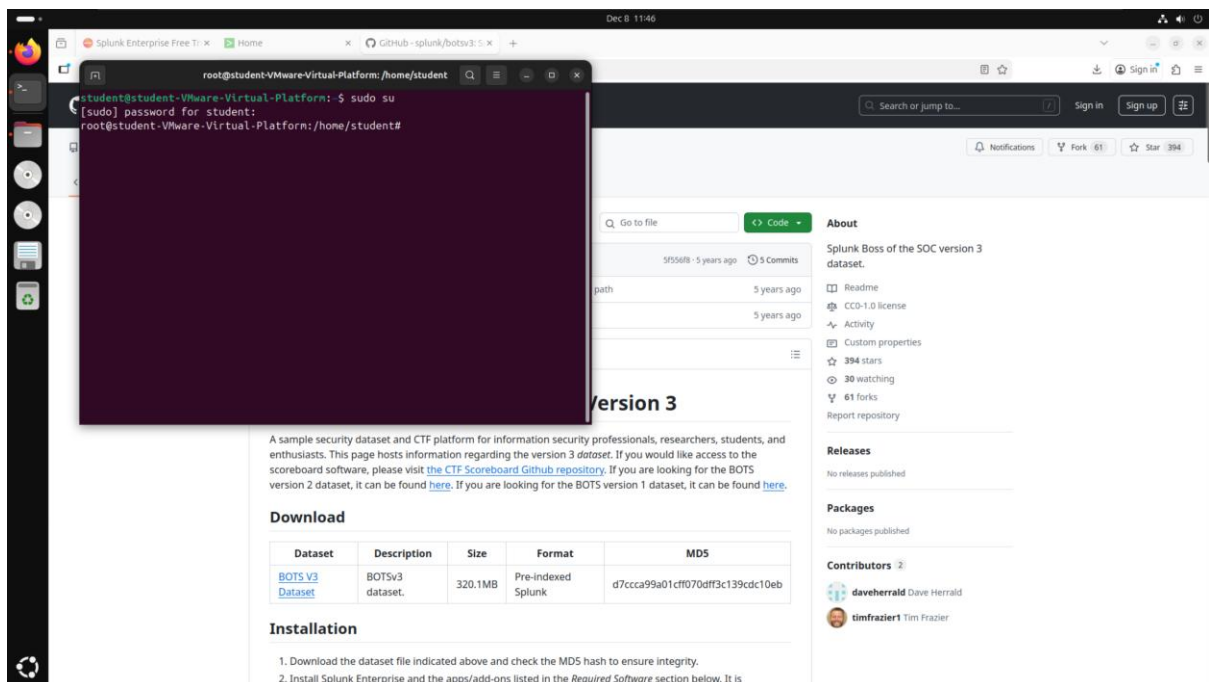 Dec 8 11:46
Splunk Enterprise Free Tr
Home
GitHub - splunk/botsv3: S
Sign in
root@student-VMware-Virtual-Platform: /home/student
student@student-VMware-Virtual-Platform:~$ sudo su
[sudo] password for student:
root@student-VMware-Virtual-Platform:/home/student#
Search or jump to...
Sign in
Sign up
Notifications
Fork 61
Star 394
Go to file
<> Code
5f556f8 · 5 years ago
5 Commits
path
5 years ago
5 years ago
Version 3
A sample security dataset and CTF platform for information security professionals, researchers, students, and
enthusiasts. This page hosts information regarding the version 3 dataset. If you would like access to the
scoreboard software, please visit the CTF Scoreboard Github repository. If you are looking for the BOTS
version 2 dataset, it can be found here. If you are looking for the BOTS version 1 dataset, it can be found here.
Download
Dataset Description Size Format MD5
BOTS V3 Dataset
BOTSv3 dataset.
320.1MB
Pre-indexed Splunk
d7ccca99a01cff070dff3c139cdc10eb
Installation
1. Download the dataset file indicated above and check the MD5 hash to ensure integrity.
2. Install Splunk Enterprise and the apps/add-ons listed in the Required Software section below. It is
About
Splunk Boss of the SOC version 3
dataset.
Readme
CC0-1.0 license
Activity
Custom properties
394 stars
30 watching
61 forks
Report repository
Releases
No releases published
Packages
No packages published
Contributors 2
daveherrald Dave Herrald
timfrazier1 Tim Frazier